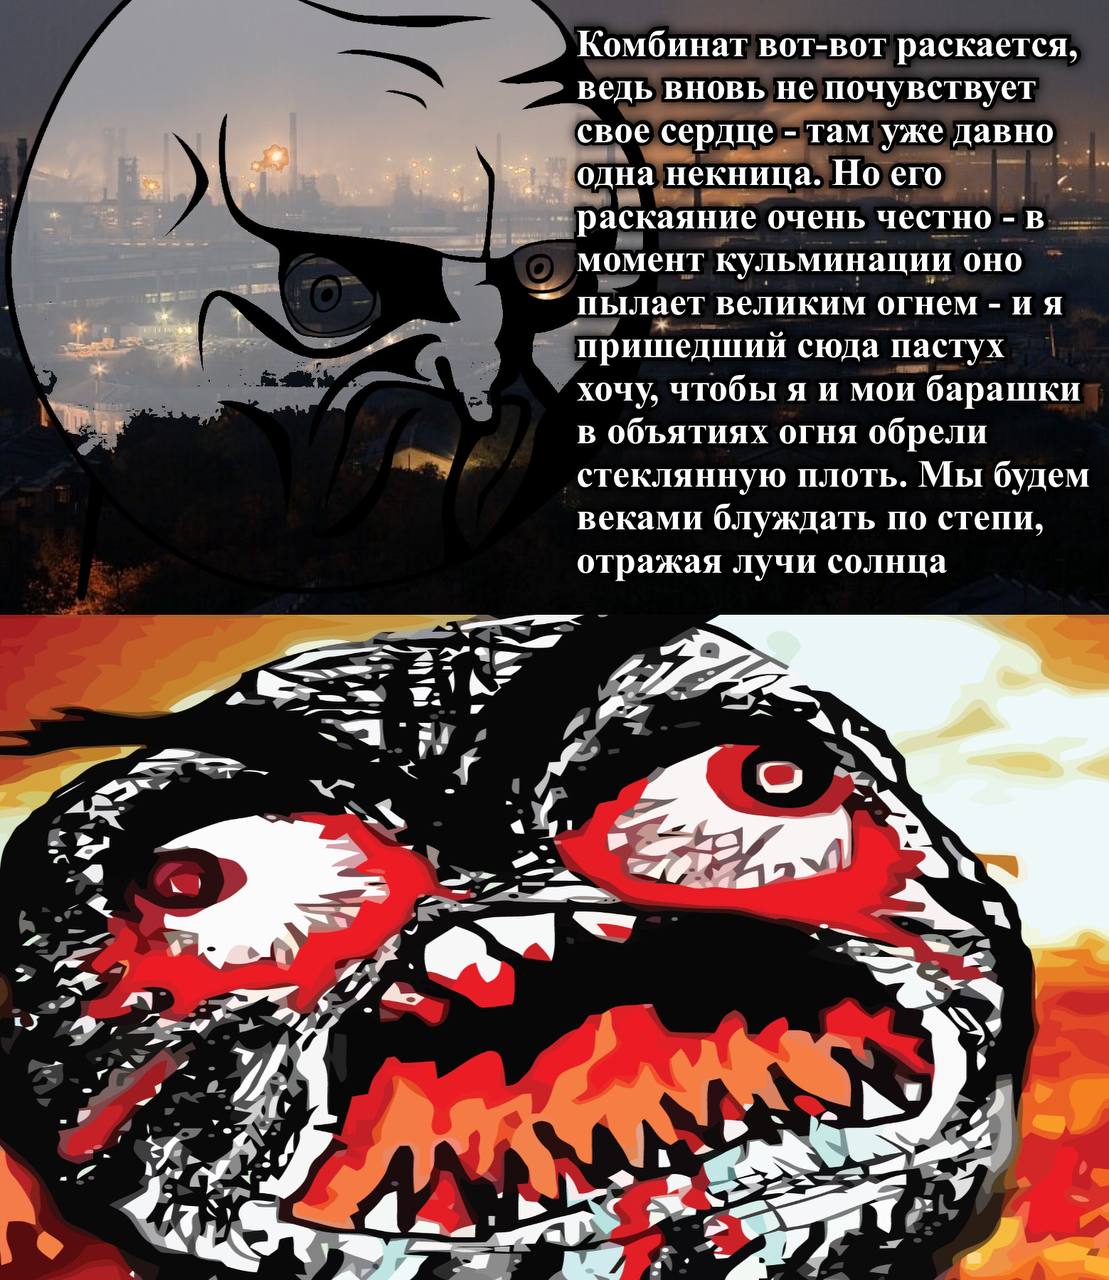 Комбинат вот-вот раскается,
ведь вновь не почувствует
свое сердце - там уже давно
одна некница. Но его
раскаяние очень честно - в
момент кульминации оно
пылает великим огнем - и я
пришедший сюда пастух
хочу, чтобы я и мои барашки
в объятиях огня обрели
стеклянную плоть. Мы будем
веками блуждать по степи,
отражая лучи солнца